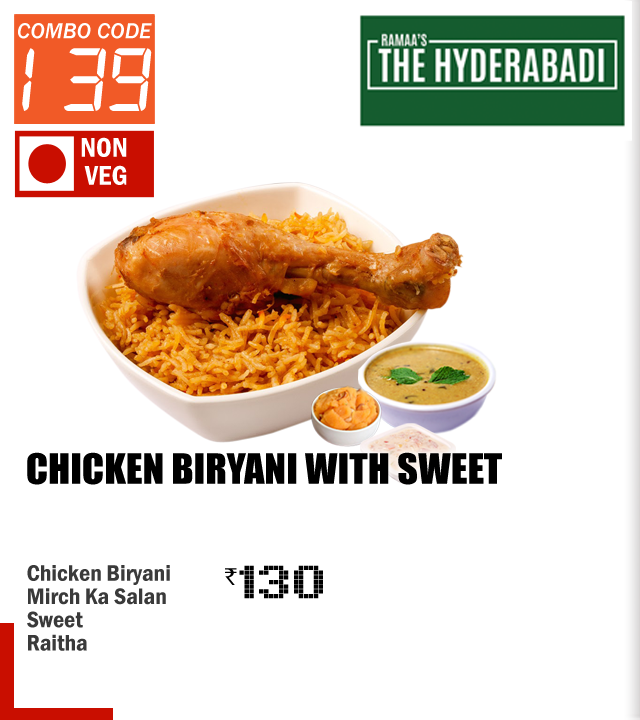 COMBO CODE
139
NON
VEG
RAMAA'S
THE HYDERABADI
CHICKEN BIRYANI WITH SWEET
Chicken Biryani
Mirch Ka Salan
Sweet
Raitha
₹130